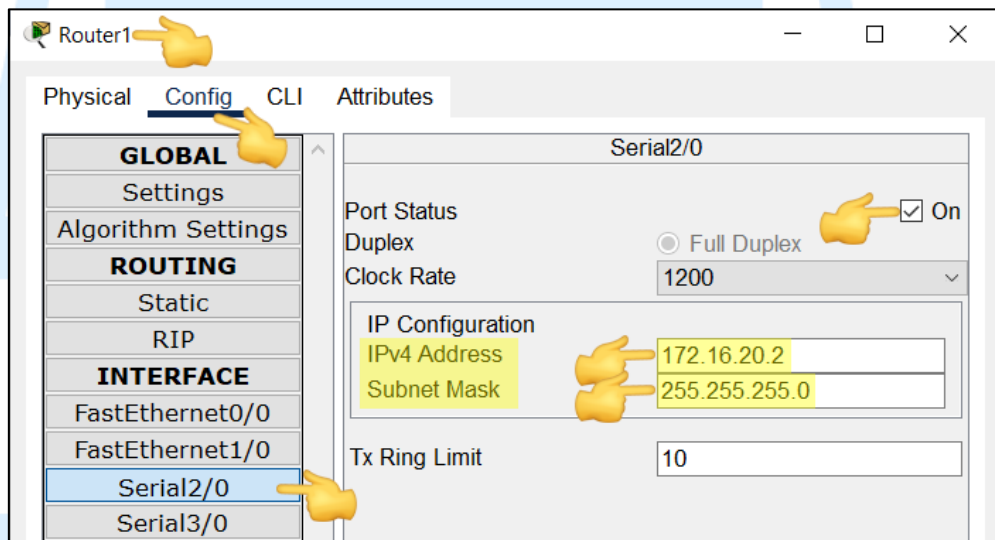 Router1
Physical Config CLI Attributes
GLOBAL
Settings
Algorithm Settings
ROUTING
Static
RIP
INTERFACE
FastEthernet0/0
FastEthernet1/0
Serial2/0
Serial3/0
Serial2/0
Port Status On
Duplex Full Duplex
Clock Rate 1200
IP Configuration
IPv4 Address 172.16.20.2
Subnet Mask 255.255.255.0
Tx Ring Limit 10